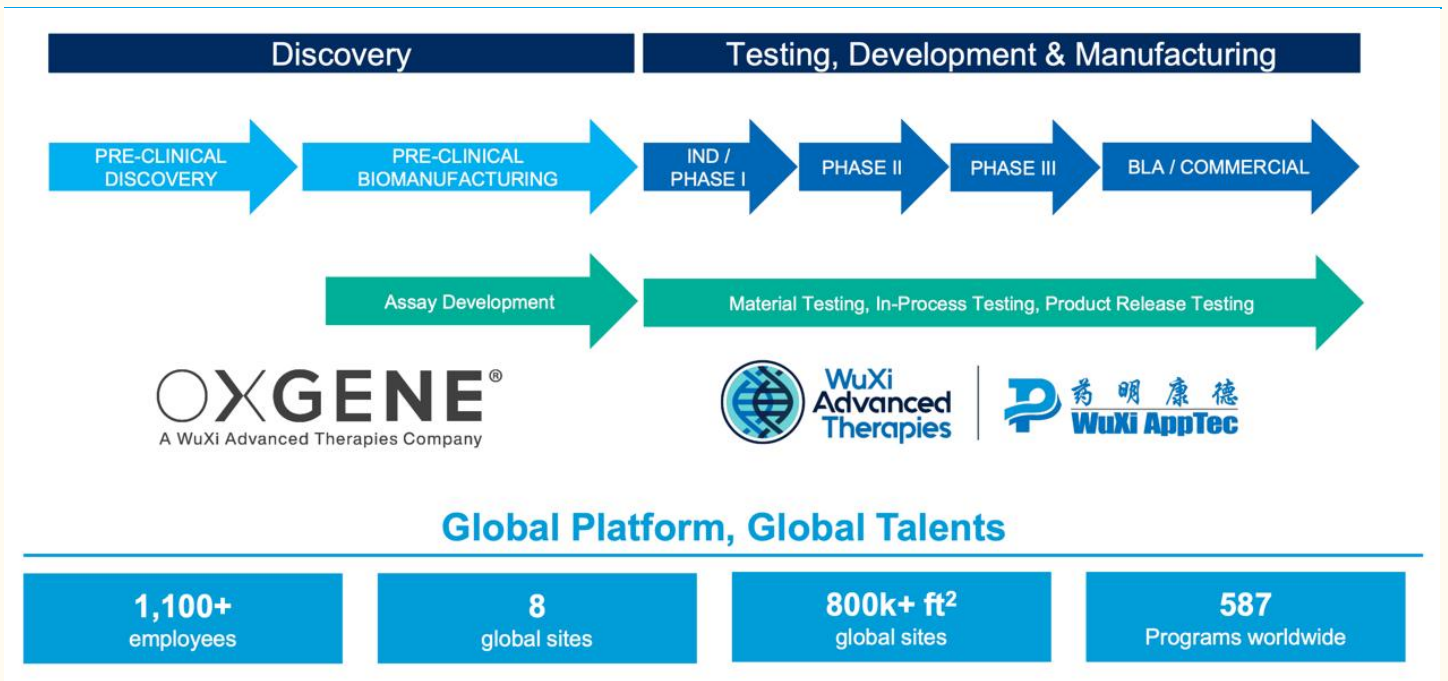 Discovery
Testing, Development & Manufacturing
PRE-CLINICAL
DISCOVERY
PRE-CLINICAL
BIOMANUFACTURING
IND /
PHASE I
PHASE II
PHASE III
BLA / COMMERCIAL
Assay Development
Material Testing, In-Process Testing, Product Release Testing
OXGENE®
A WuXi Advanced Therapies Company
WuXi
Advanced
Therapies
药明康德
WuXi AppTec
Global Platform, Global Talents
1,100+
employees
8
global sites
800k+ ft²
global sites
587
Programs worldwide